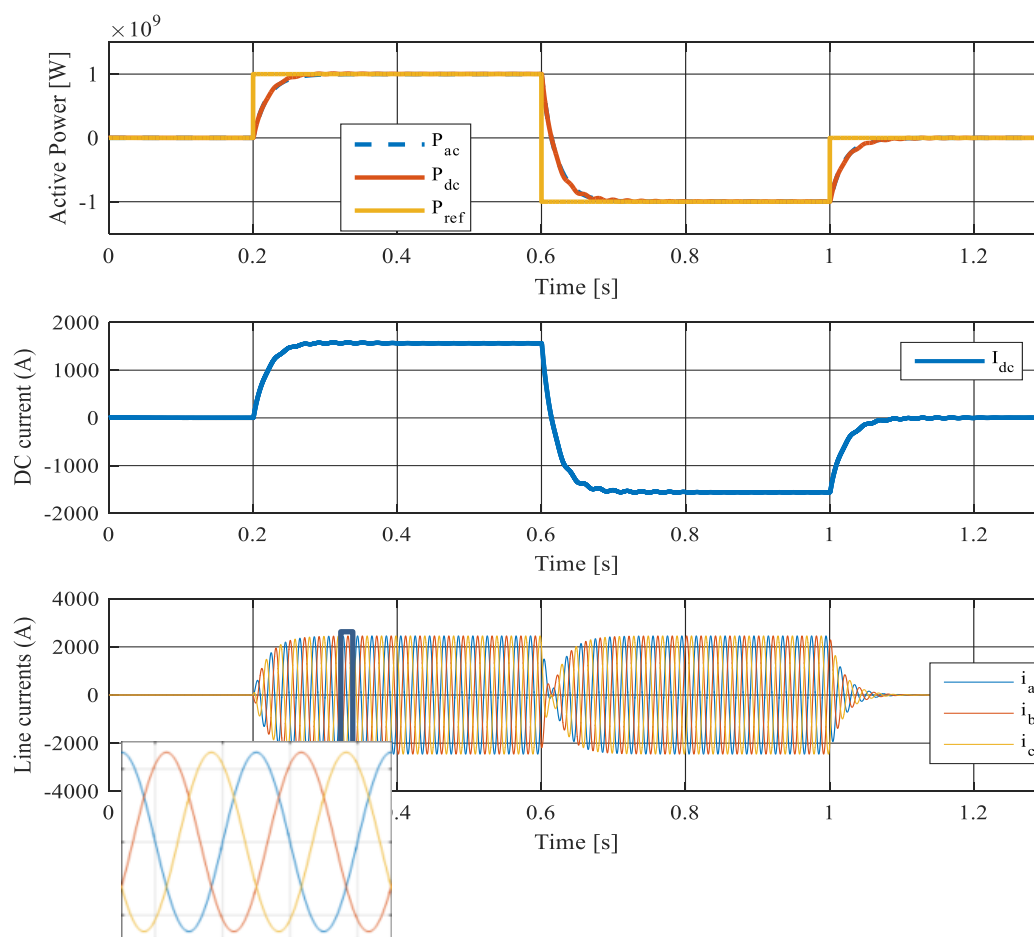 ×10⁹
Active Power [W]
1
0
-1
P_ac
P_dc
P_ref
0 0.2 0.4 0.6 0.8 1 1.2
Time [s]
DC current (A)
2000
1000
0
-1000
-2000
I_dc
0 0.2 0.4 0.6 0.8 1 1.2
Time [s]
Line currents (A)
4000
2000
0
-2000
-4000
i_a
i_b
i_c
0.4 0.6 0.8 1 1.2
Time [s]